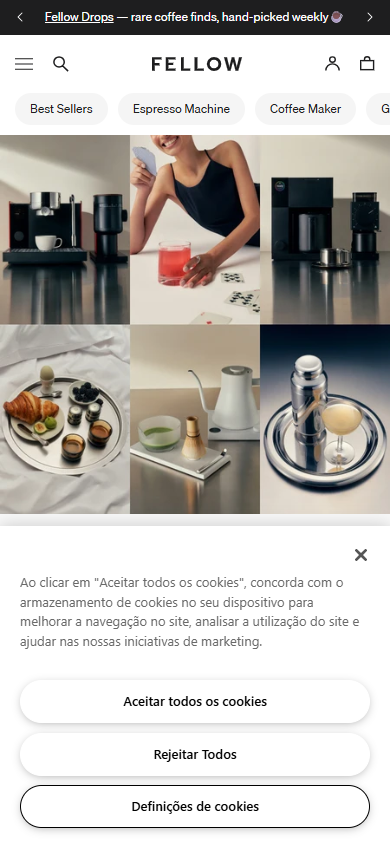 Fellow Drops — rare coffee finds, hand-picked weekly
FELLOW
Best Sellers
Espresso Machine
Coffee Maker
G
Ao clicar em "Aceitar todos os cookies", concorda com o
armazenamento de cookies no seu dispositivo para
melhorar a navegação no site, analisar a utilização do site e
ajudar nas nossas iniciativas de marketing.
Aceitar todos os cookies
Rejeitar Todos
Definições de cookies